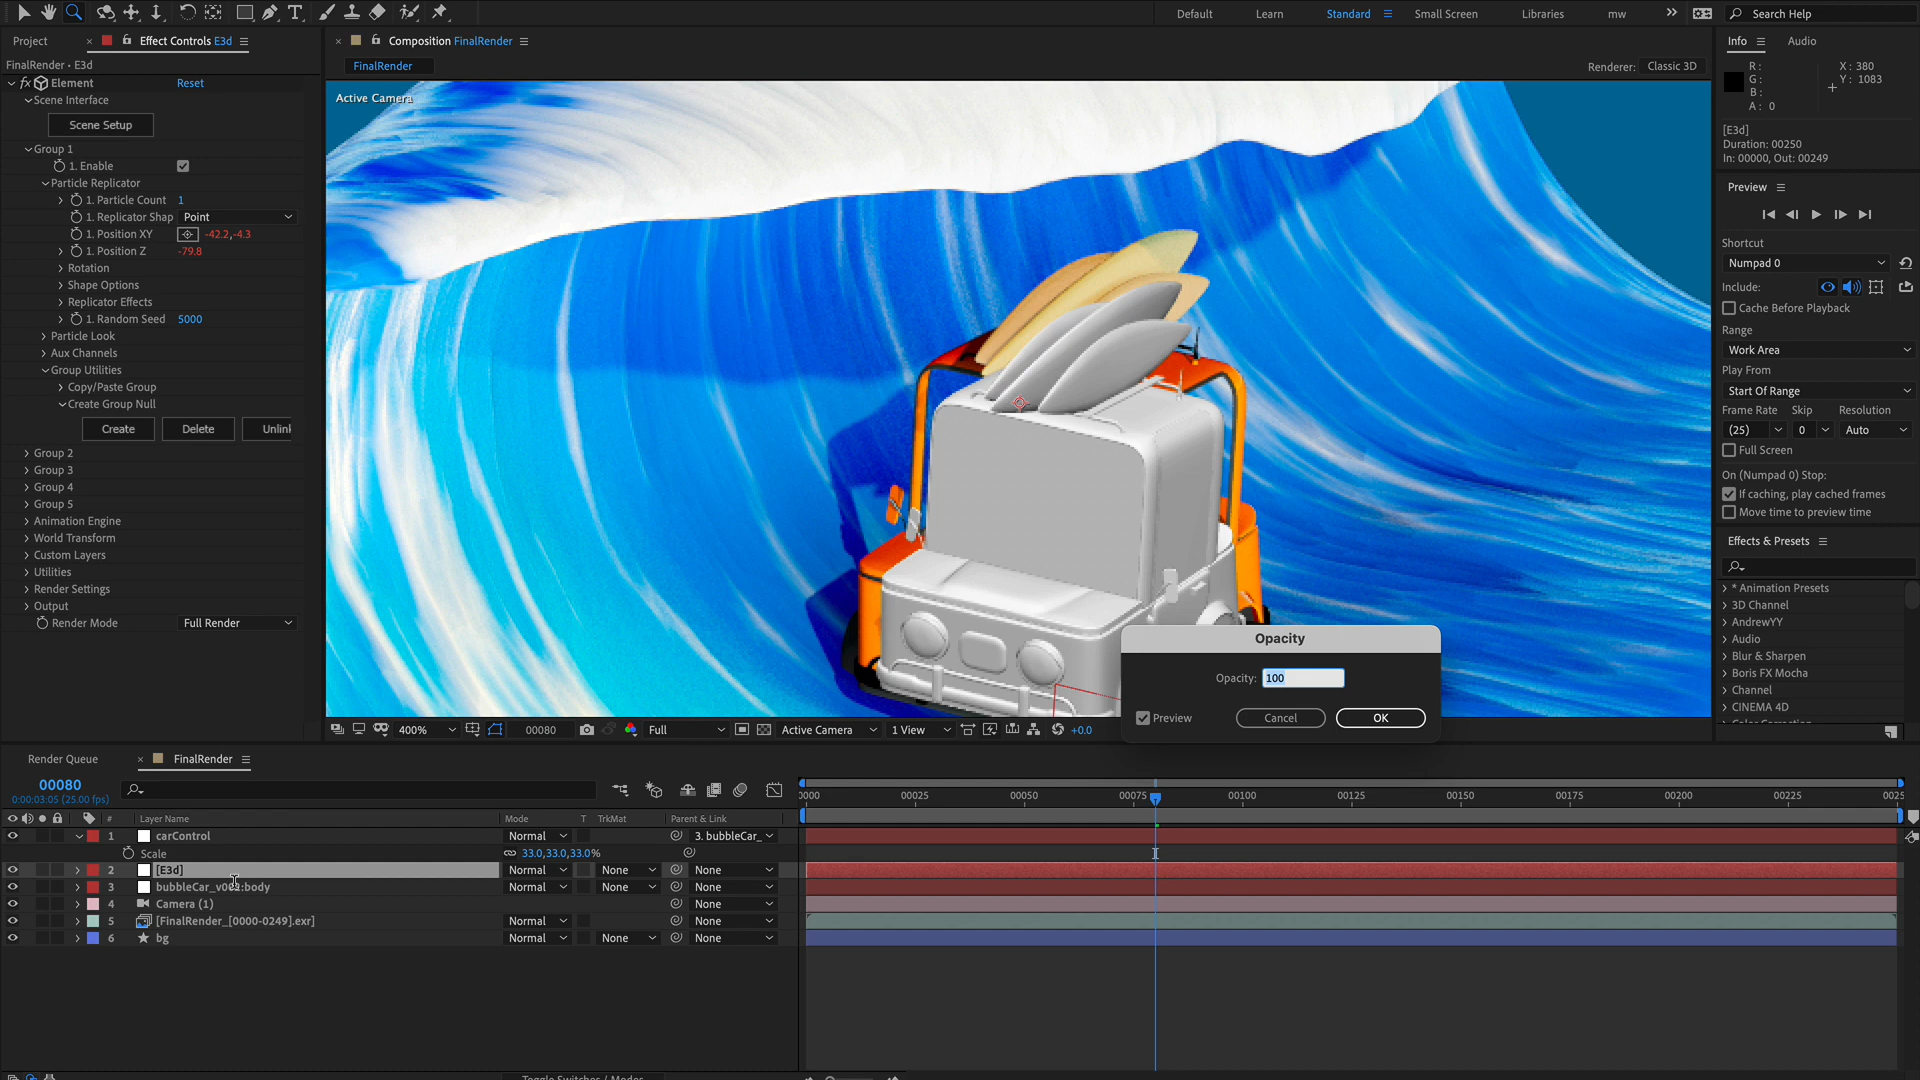 Default
Learn
Standard
Small Screen
Libraries
mw
Search Help
Project
Effect Controls E3d
Composition FinalRender
Info
Audio
FinalRender • E3d
FinalRender
Renderer: Classic 3D
fx Element Reset
Scene Interface
Scene Setup
Group 1
1. Enable
Particle Replicator
1. Particle Count 1
1. Replicator Shap Point
1. Position XY -42.2,-4.3
1. Position Z -79.8
Rotation
Shape Options
Replicator Effects
1. Random Seed 5000
Particle Look
Aux Channels
Group Utilities
Copy/Paste Group
Create Group Null
Create Delete Unlink
Group 2
Group 3
Group 4
Group 5
Animation Engine
World Transform
Custom Layers
Utilities
Render Settings
Output
Render Mode Full Render
Active Camera
Opacity
Opacity: 100
Preview Cancel OK
400% 00080 Full Active Camera 1 View +0.0
R: X: 380
G: Y: 1083
B:
A: 0
[E3d]
Duration: 00250
In: 00000, Out: 00249
Preview
Shortcut
Numpad 0
Include:
Cache Before Playback
Range
Work Area
Play From
Start Of Range
Frame Rate Skip Resolution
(25) 0 Auto
Full Screen
On (Numpad 0) Stop:
If caching, play cached frames
Move time to preview time
Effects & Presets
* Animation Presets
3D Channel
AndrewYY
Audio
Blur & Sharpen
Boris FX Mocha
Channel
CINEMA 4D
Color Correction
Render Queue
FinalRender
00080
0:00:03:05 (25.00 fps)
0000 00025 00050 00075 00100 00125 00150 00175 00200 00225 0025
# Layer Name Mode T TrkMat Parent & Link
1 carControl Normal 3. bubbleCar_
Scale 33.0,33.0,33.0%
2 [E3d] Normal None None
3 :body Normal None None
4 Camera (1) None
5 [FinalRender_[0000-0249].exr] Normal None
6 bg Normal None None
Toggle Switches / Modes